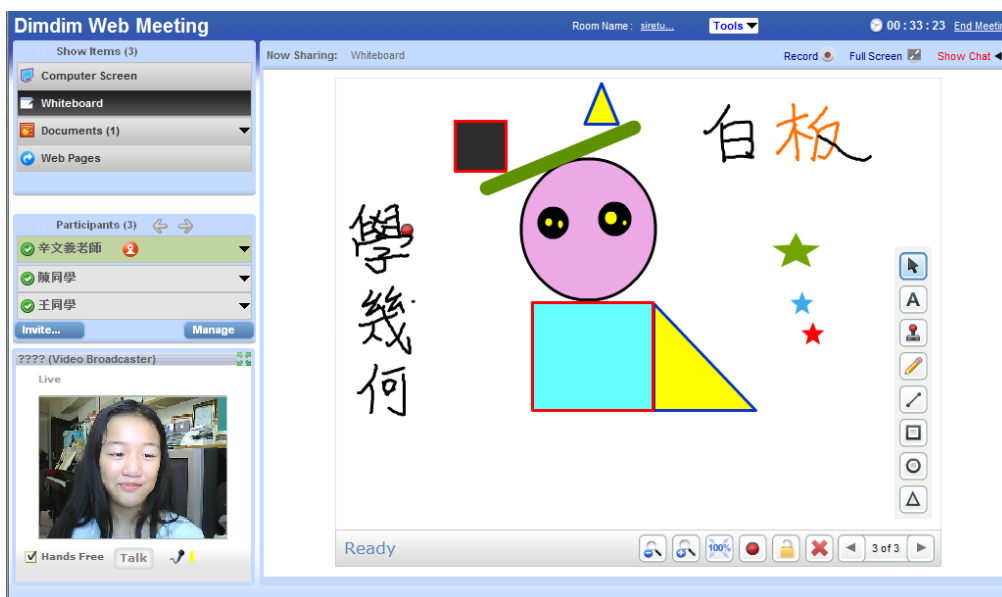 Dimdim Web Meeting
Room Name : siretu...
Tools
00 : 33 : 23
End Meetin
Show Items (3)
Computer Screen
Whiteboard
Documents (1)
Web Pages
Participants (3)
辛文義老師
陳同學
王同學
Invite...
Manage
???? (Video Broadcaster)
Live
Hands Free
Talk
Now Sharing: Whiteboard
Record
Full Screen
Show Chat
白板
學
幾
何
A
Ready
100%
3 of 3